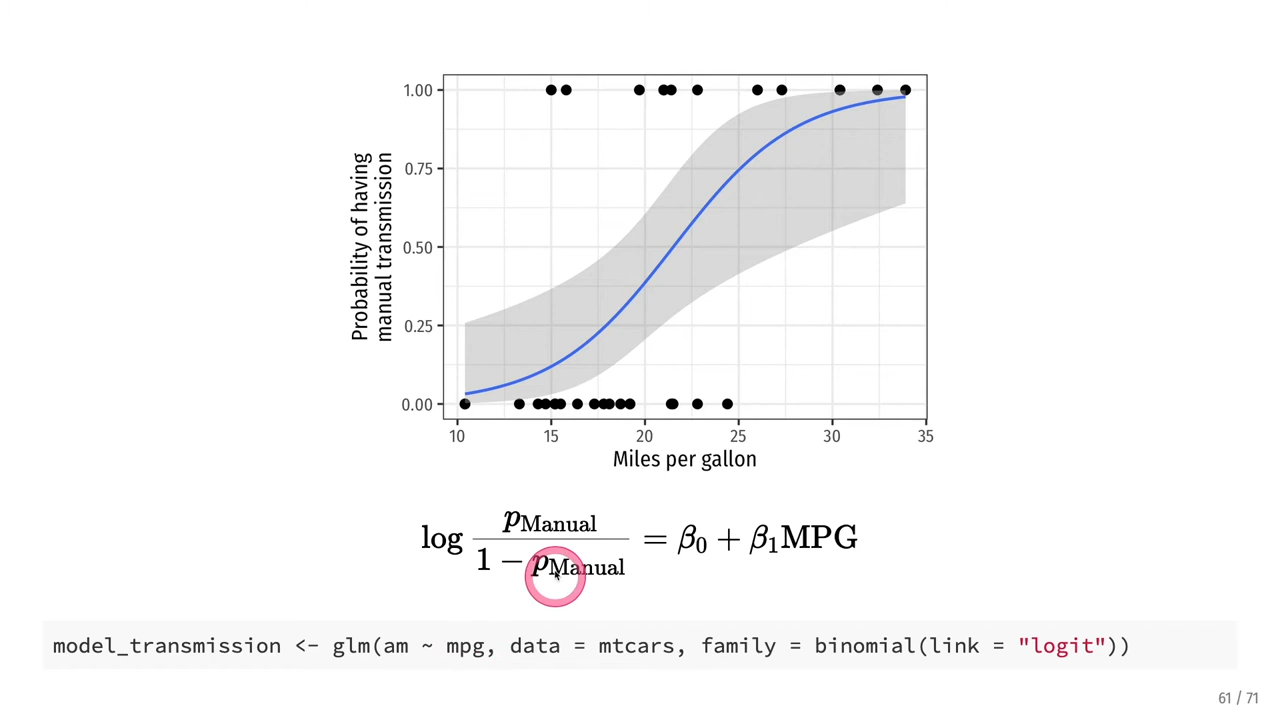 1.00
0.75
0.50
0.25
0.00
Probability of having
manual transmission
10 15 20 25 30 35
Miles per gallon
log p_Manual / (1 − p_Manual) = β₀ + β₁MPG
model_transmission <- glm(am ~ mpg, data = mtcars, family = binomial(link = "logit"))
61 / 71